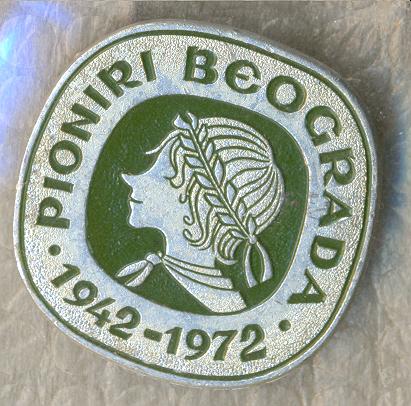 PIONIRI BEOGRADA
· 1942-1972 ·